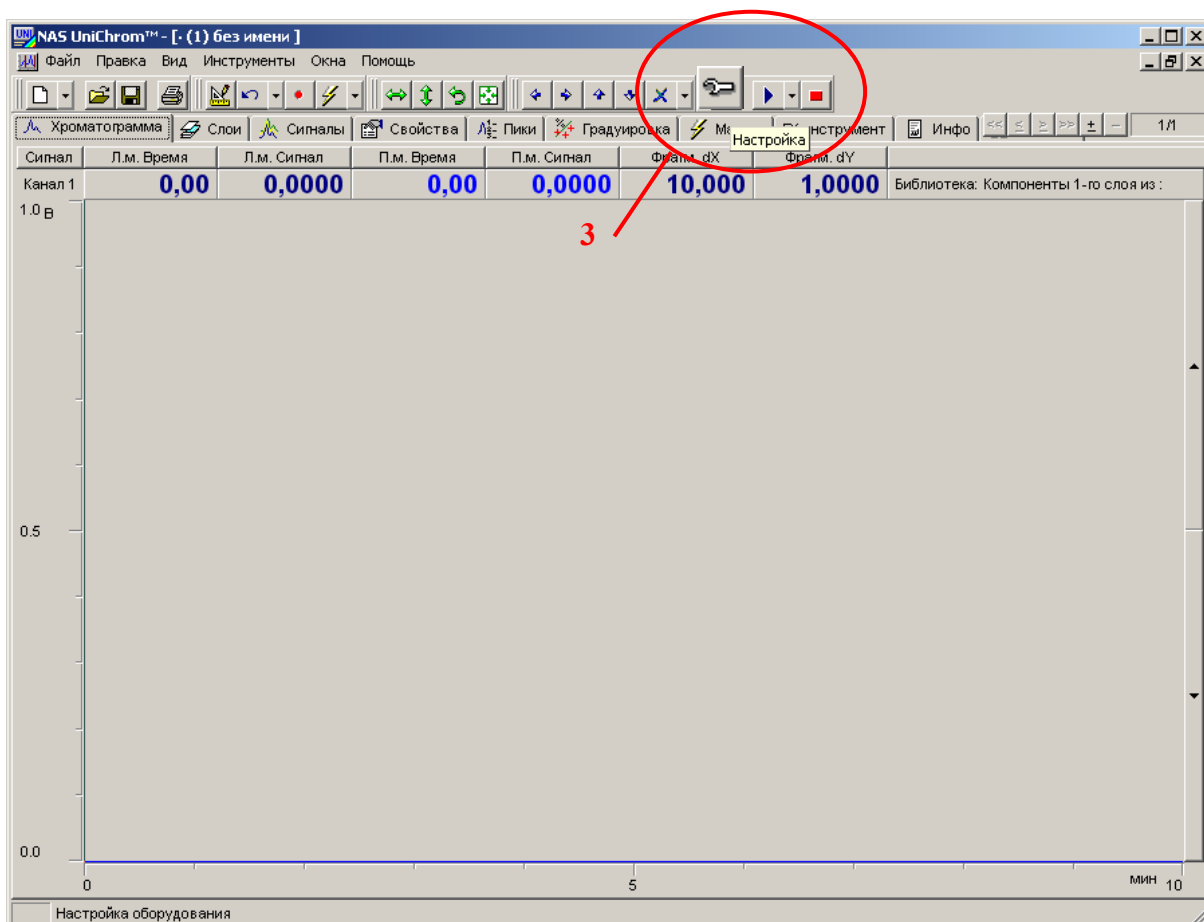 NAS UniChrom™ - [· (1) без имени ]
Файл Правка Вид Инструменты Окна Помощь
Хроматограмма Слои Сигналы Свойства Пики Градуировка Инфо << ≤ ≥ >> ± − 1/1
Настройка
Сигнал Л.м. Время Л.м. Сигнал П.м. Время П.м. Сигнал Фрагм. dX Фрагм. dY
Канал 1 0,00 0,0000 0,00 0,0000 10,000 1,0000 Библиотека: Компоненты 1-го слоя из :
1.0 В
3
0.5
0.0
0 5 мин 10
Настройка оборудования